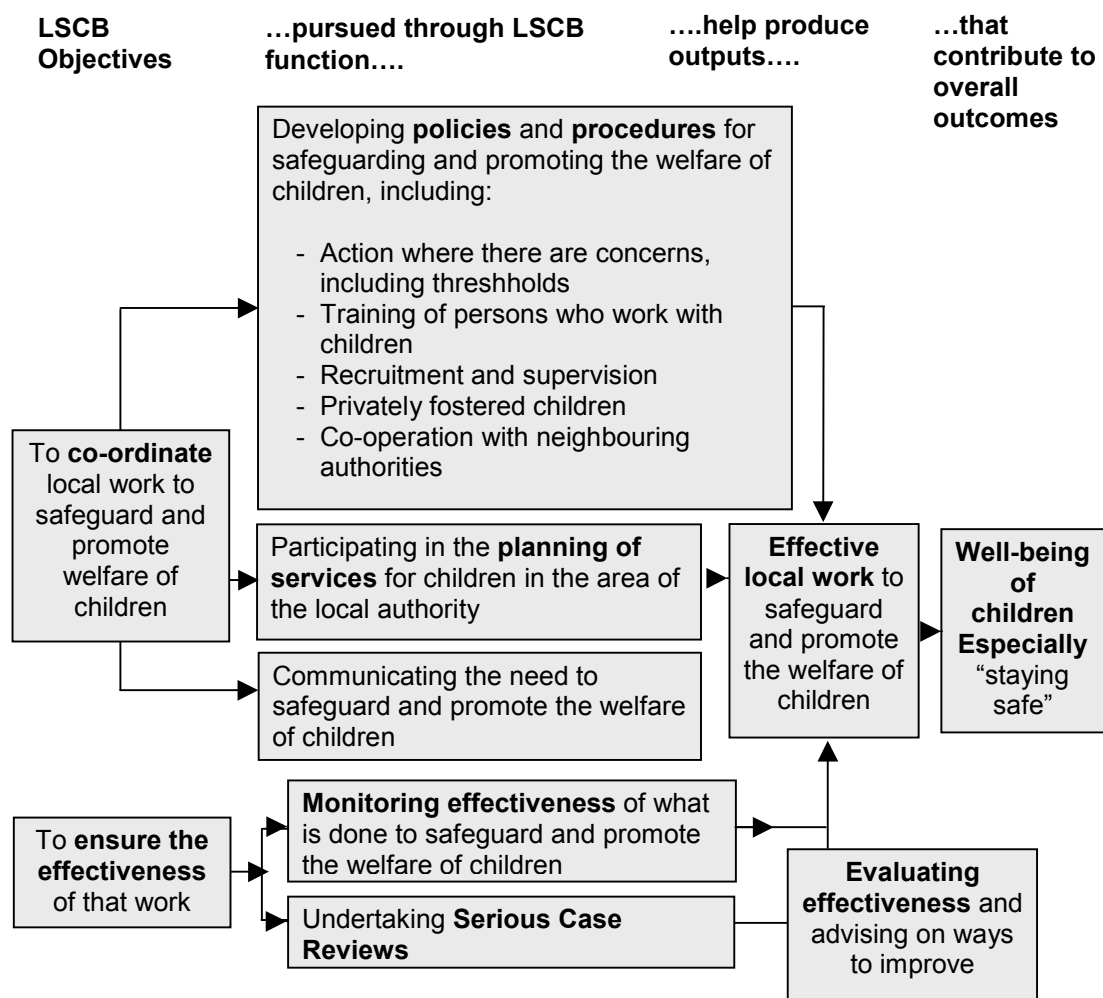 LSCB
Objectives
…pursued through LSCB
function….
….help produce
outputs….
…that
contribute to
overall
outcomes
Developing policies and procedures for
safeguarding and promoting the welfare of
children, including:
- Action where there are concerns,
including threshholds
- Training of persons who work with
children
- Recruitment and supervision
- Privately fostered children
- Co-operation with neighbouring
authorities
To co-ordinate
local work to
safeguard and
promote
welfare of
children
Participating in the planning of
services for children in the area of
the local authority
Communicating the need to
safeguard and promote the welfare
of children
Effective
local work to
safeguard
and promote
the welfare of
children
Well-being
of
children
Especially
“staying
safe”
To ensure the
effectiveness
of that work
Monitoring effectiveness of what
is done to safeguard and promote
the welfare of children
Undertaking Serious Case
Reviews
Evaluating
effectiveness and
advising on ways
to improve